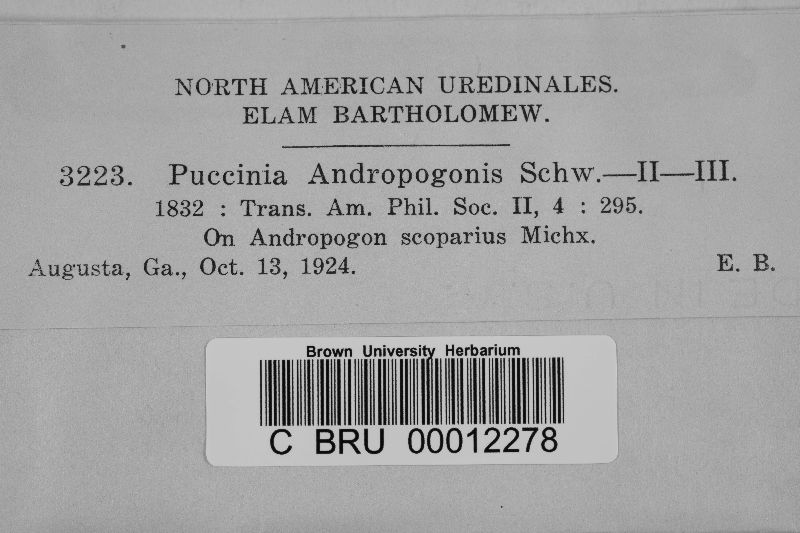 NORTH AMERICAN UREDINALES.
ELAM BARTHOLOMEW.
3223. Puccinia Andropogonis Schw.—II—III.
1832 : Trans. Am. Phil. Soc. II, 4 : 295.
On Andropogon scoparius Michx.
Augusta, Ga., Oct. 13, 1924. E. B.
Brown University Herbarium
C BRU 00012278